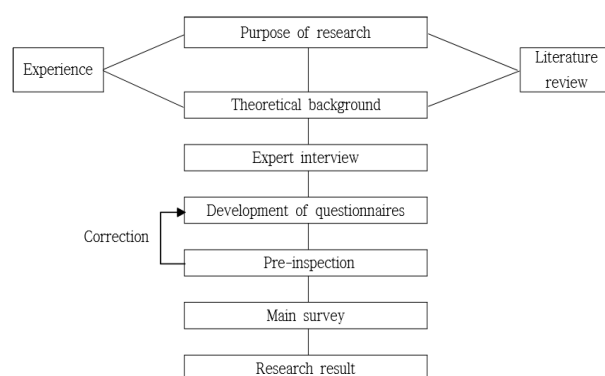 Purpose of research
Experience
Literature
review
Theoretical background
Expert interview
Development of questionnaires
Correction
Pre-inspection
Main survey
Research result